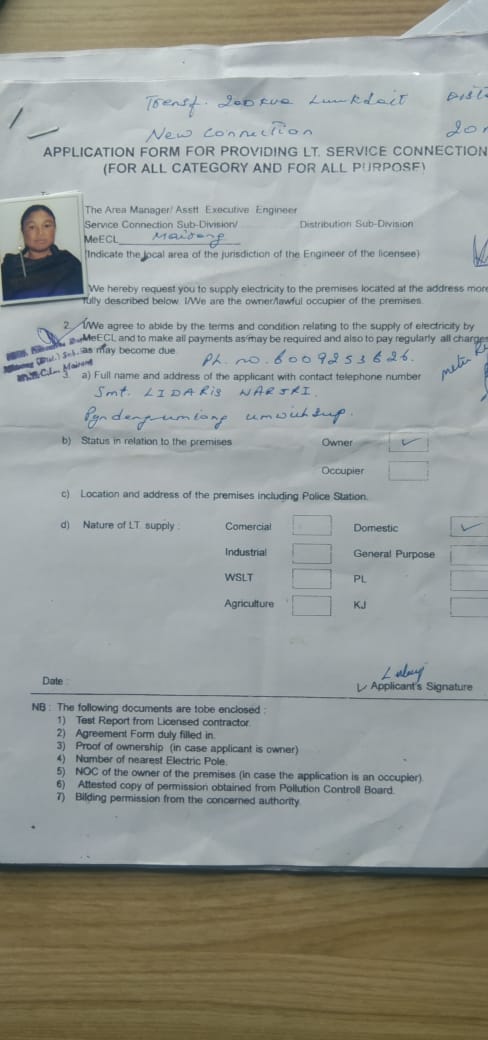 Transf. 200 KVA Lumkdait Dist
New connection 20
APPLICATION FORM FOR PROVIDING LT. SERVICE CONNECTION
(FOR ALL CATEGORY AND FOR ALL PURPOSE)
The Area Manager/ Asstt Executive Engineer
Service Connection Sub-Division/ Distribution Sub-Division
MeECL Mairang
(Indicate the local area of the jurisdiction of the Engineer of the licensee)
We hereby request you to supply electricity to the premises located at the address more
fully described below. I/We are the owner/lawful occupier of the premises.
2. I/We agree to abide by the terms and condition relating to the supply of electricity by
MeECL and to make all payments as may be required and also to pay regularly all charges
as may become due.
Ph. no. 6009253626.
meter
3. a) Full name and address of the applicant with contact telephone number
Smt. LIDARIS WARJRI.
Pyndengumiong
b) Status in relation to the premises Owner ✓
Occupier
c) Location and address of the premises including Police Station.
d) Nature of LT. supply : Comercial Domestic ✓
Industrial General Purpose
WSLT PL
Agriculture KJ
Date :
✓ Applicant's Signature
NB : The following documents are tobe enclosed :
1) Test Report from Licensed contractor.
2) Agreement Form duly filled in.
3) Proof of ownership (in case applicant is owner)
4) Number of nearest Electric Pole.
5) NOC of the owner of the premises (in case the application is an occupier).
6) Attested copy of permission obtained from Pollution Controll Board.
7) Bilding permission from the concerned authority.